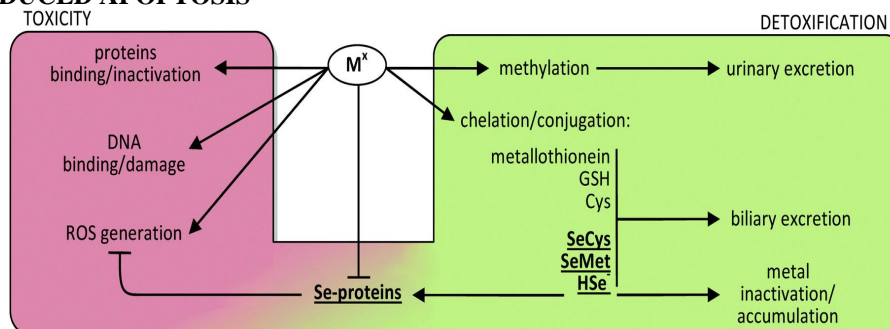 TOXICITY
DETOXIFICATION
proteins
binding/inactivation
Mˣ
methylation
urinary excretion
chelation/conjugation:
DNA
binding/damage
metallothionein
GSH
Cys
ROS generation
biliary excretion
SeCys
SeMet
HSe⁻
Se-proteins
metal
inactivation/
accumulation